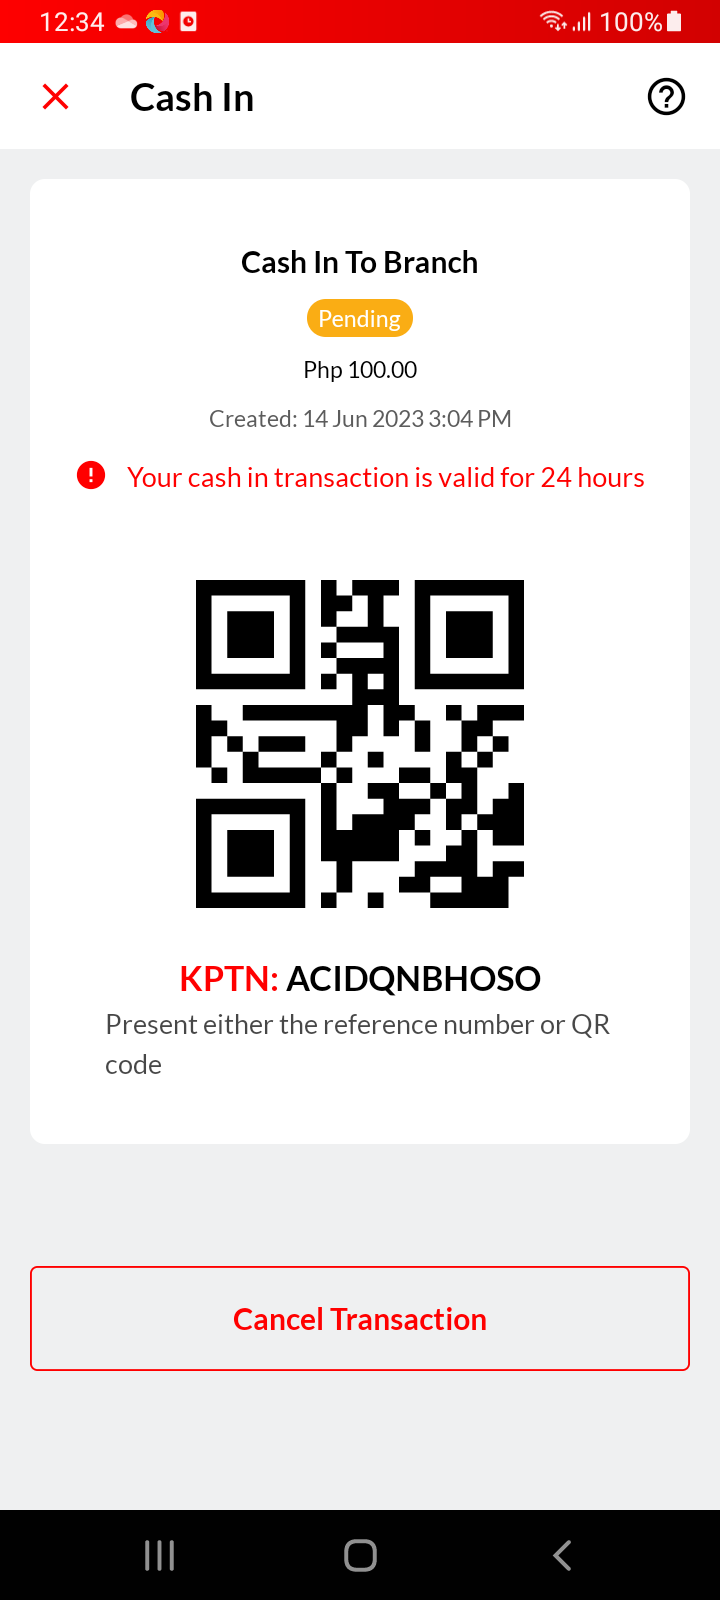 12:34
100%
Cash In
Cash In To Branch
Pending
Php 100.00
Created: 14 Jun 2023 3:04 PM
Your cash in transaction is valid for 24 hours
KPTN: ACIDQNBHOSO
Present either the reference number or QR
code
Cancel Transaction